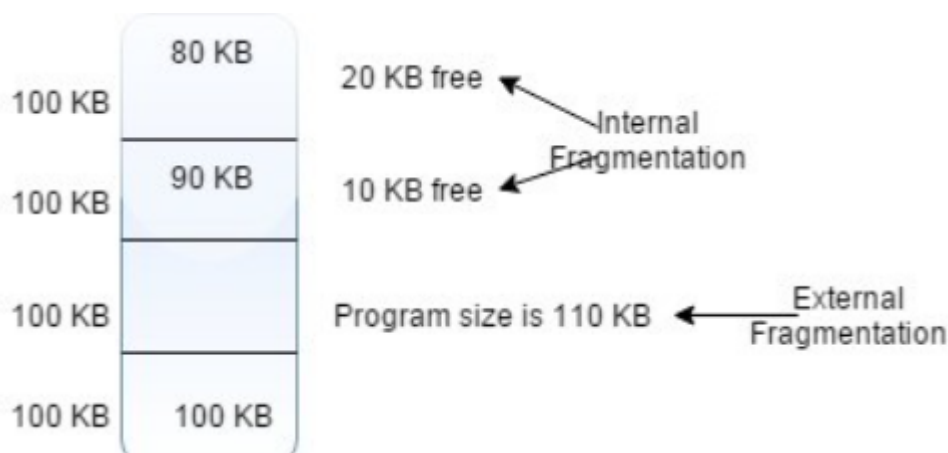 80 KB
100 KB
20 KB free
Internal
Fragmentation
90 KB
100 KB
10 KB free
100 KB
Program size is 110 KB
External
Fragmentation
100 KB
100 KB